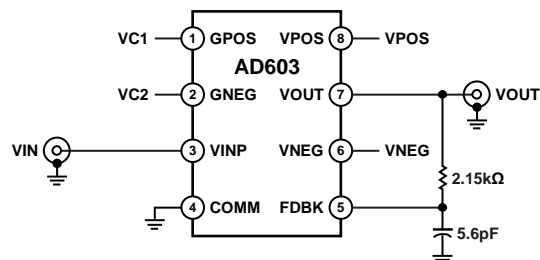 VC1 1 GPOS VPOS 8 VPOS
AD603
VC2 2 GNEG VOUT 7 VOUT
VIN 3 VINP VNEG 6 VNEG
2.15kΩ
4 COMM FDBK 5
5.6pF